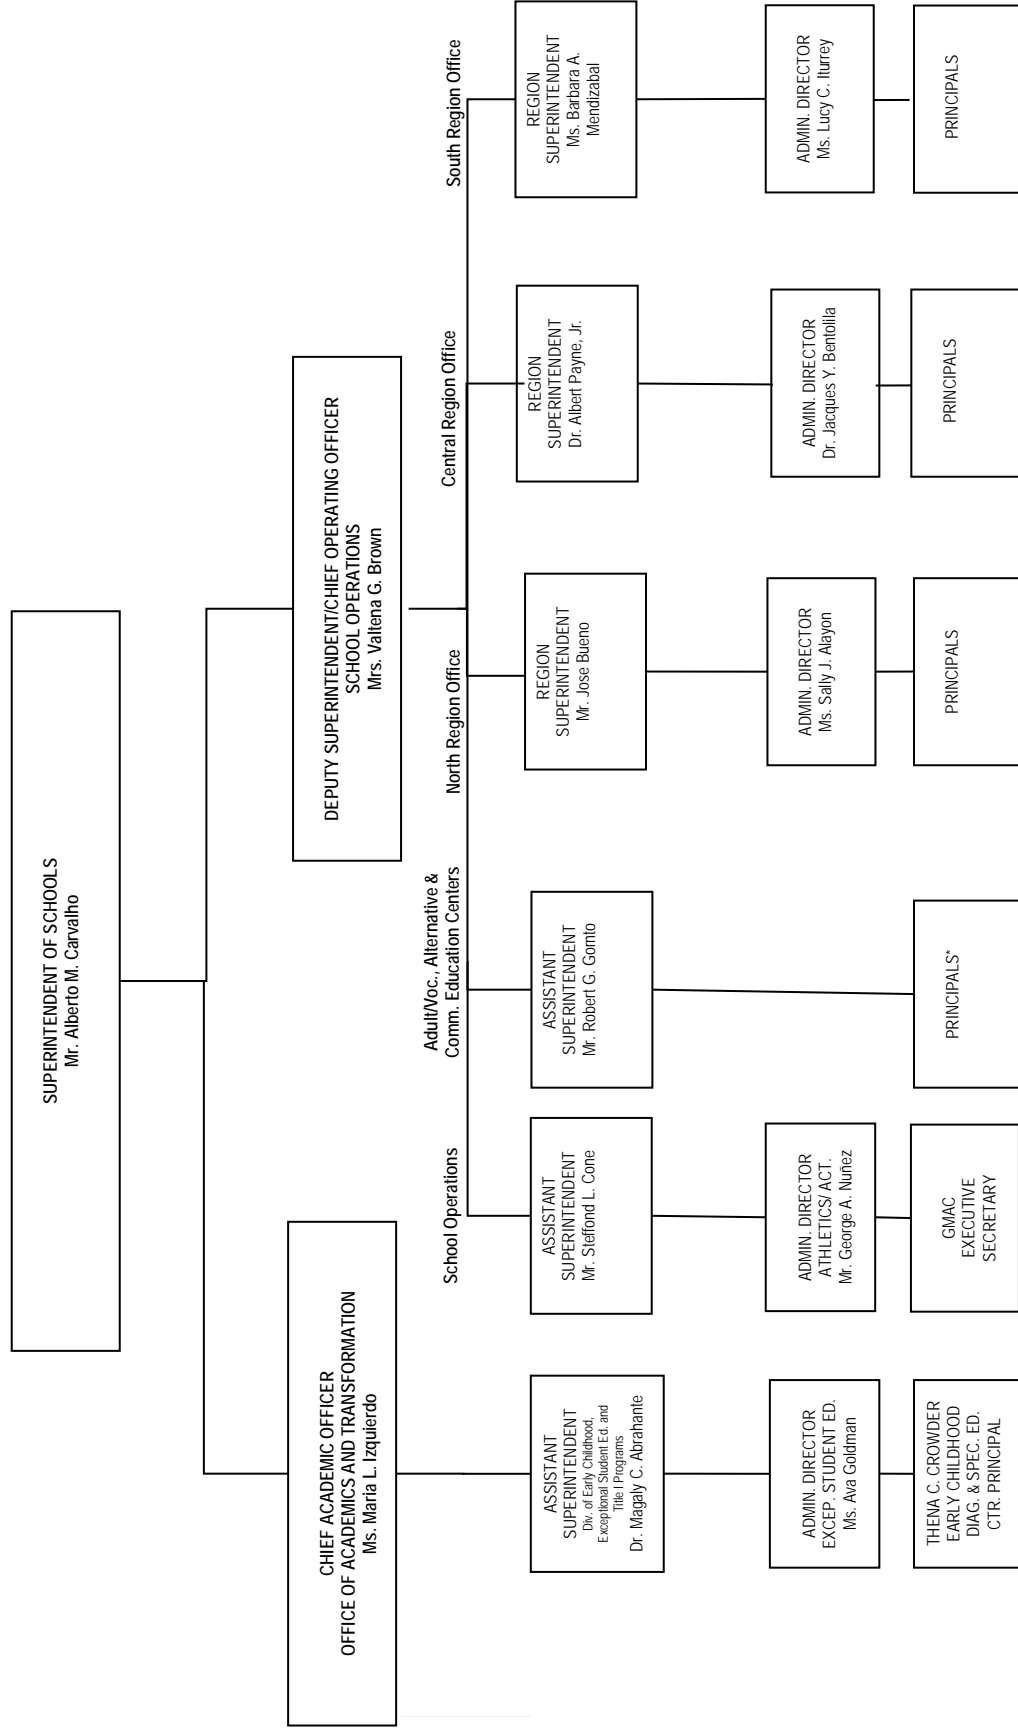 SUPERINTENDENT OF SCHOOLS
Mr. Alberto M. Carvalho
CHIEF ACADEMIC OFFICER
OFFICE OF ACADEMICS AND TRANSFORMATION
Ms. Maria L. Izquierdo
DEPUTY SUPERINTENDENT/CHIEF OPERATING OFFICER
SCHOOL OPERATIONS
Mrs. Valtena G. Brown
School Operations
Adult/Voc., Alternative &
Comm. Education Centers
North Region Office
Central Region Office
South Region Office
ASSISTANT
SUPERINTENDENT
Div. of Early Childhood,
Exceptional Student Ed. and
Title I Programs
Dr. Magaly C. Abrahante
ASSISTANT
SUPERINTENDENT
Mr. Steffond L. Cone
ASSISTANT
SUPERINTENDENT
Mr. Robert G. Gornto
REGION
SUPERINTENDENT
Mr. Jose Bueno
REGION
SUPERINTENDENT
Dr. Albert Payne, Jr.
REGION
SUPERINTENDENT
Ms. Barbara A.
Mendizabal
ADMIN. DIRECTOR
EXCEP. STUDENT ED.
Ms. Ava Goldman
ADMIN. DIRECTOR
ATHLETICS/ ACT.
Mr. George A. Nuñez
ADMIN. DIRECTOR
Ms. Sally J. Alayon
ADMIN. DIRECTOR
Dr. Jacques Y. Bentolila
ADMIN. DIRECTOR
Ms. Lucy C. Iturrey
THENA C. CROWDER
EARLY CHILDHOOD
DIAG. & SPEC. ED.
CTR. PRINCIPAL
GMAC
EXECUTIVE
SECRETARY
PRINCIPALS*
PRINCIPALS
PRINCIPALS
PRINCIPALS